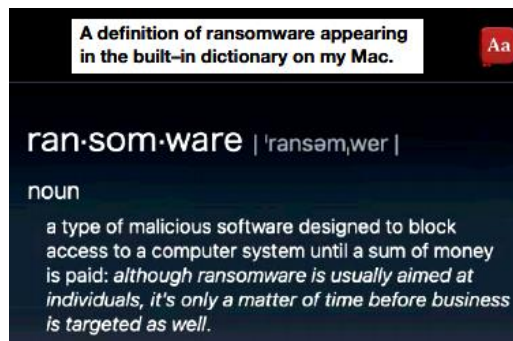 A definition of ransomware appearing
in the built–in dictionary on my Mac.
Aa
ran·som·ware | ˈransəmˌwer |
noun
a type of malicious software designed to block
access to a computer system until a sum of money
is paid: although ransomware is usually aimed at
individuals, it's only a matter of time before business
is targeted as well.